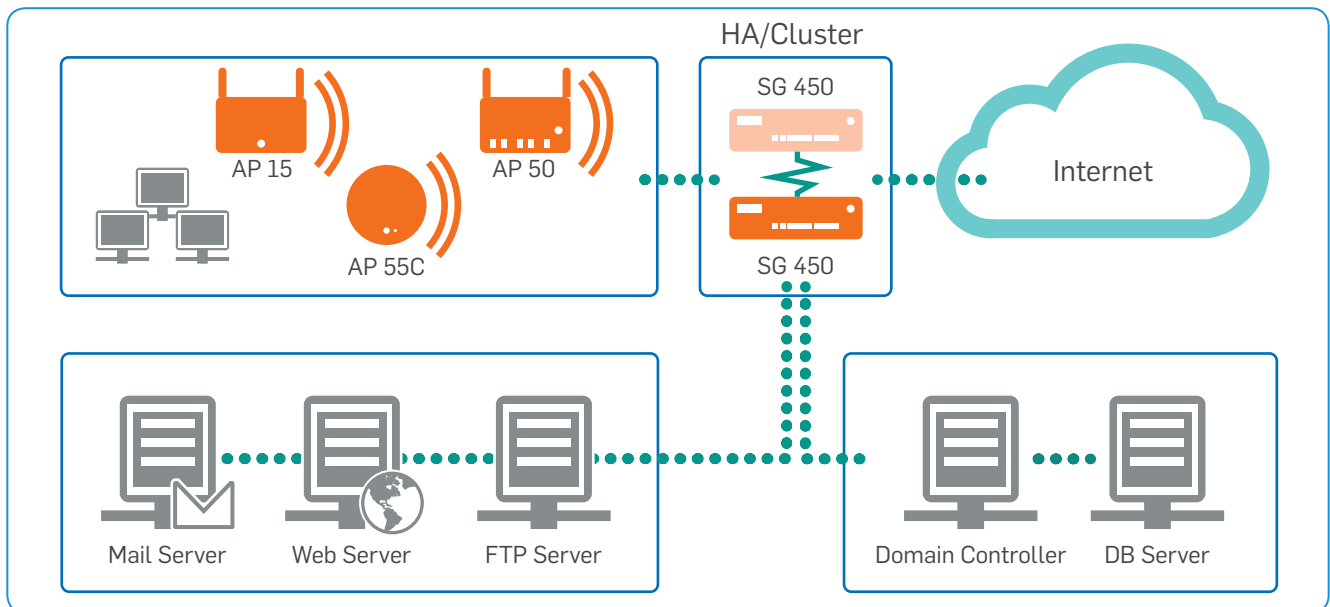 HA/Cluster
SG 450
AP 15
AP 50
AP 55C
SG 450
Internet
Mail Server
Web Server
FTP Server
Domain Controller
DB Server